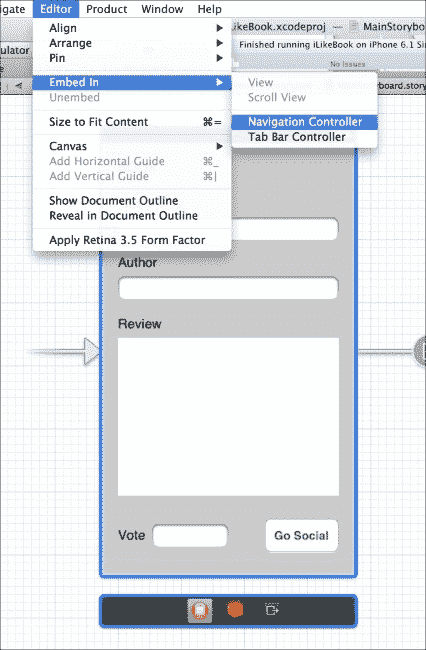 igate Editor Product Window Help
LikeBook.xcodeproj — MainStorybo
ulator
Finished running iLikeBook on iPhone 6.1 Si
No Issues
board.story
Align
Arrange
Pin
Embed In
Unembed
Size to Fit Content ⌘=
Canvas
Add Horizontal Guide ⌘_
Add Vertical Guide ⌘|
Show Document Outline
Reveal in Document Outline
Apply Retina 3.5 Form Factor
View
Scroll View
Navigation Controller
Tab Bar Controller
Author
Review
Vote
Go Social